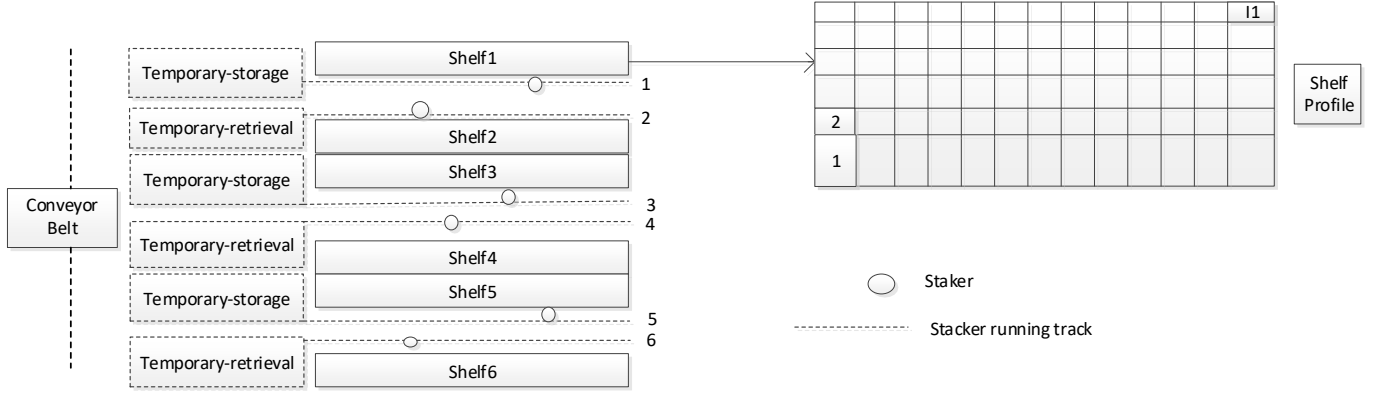 Conveyor
Belt
Temporary-storage
Temporary-retrieval
Temporary-storage
Temporary-retrieval
Temporary-storage
Temporary-retrieval
Shelf1
Shelf2
Shelf3
Shelf4
Shelf5
Shelf6
1
2
3
4
5
6
I1
2
1
Shelf
Profile
Staker
Stacker running track